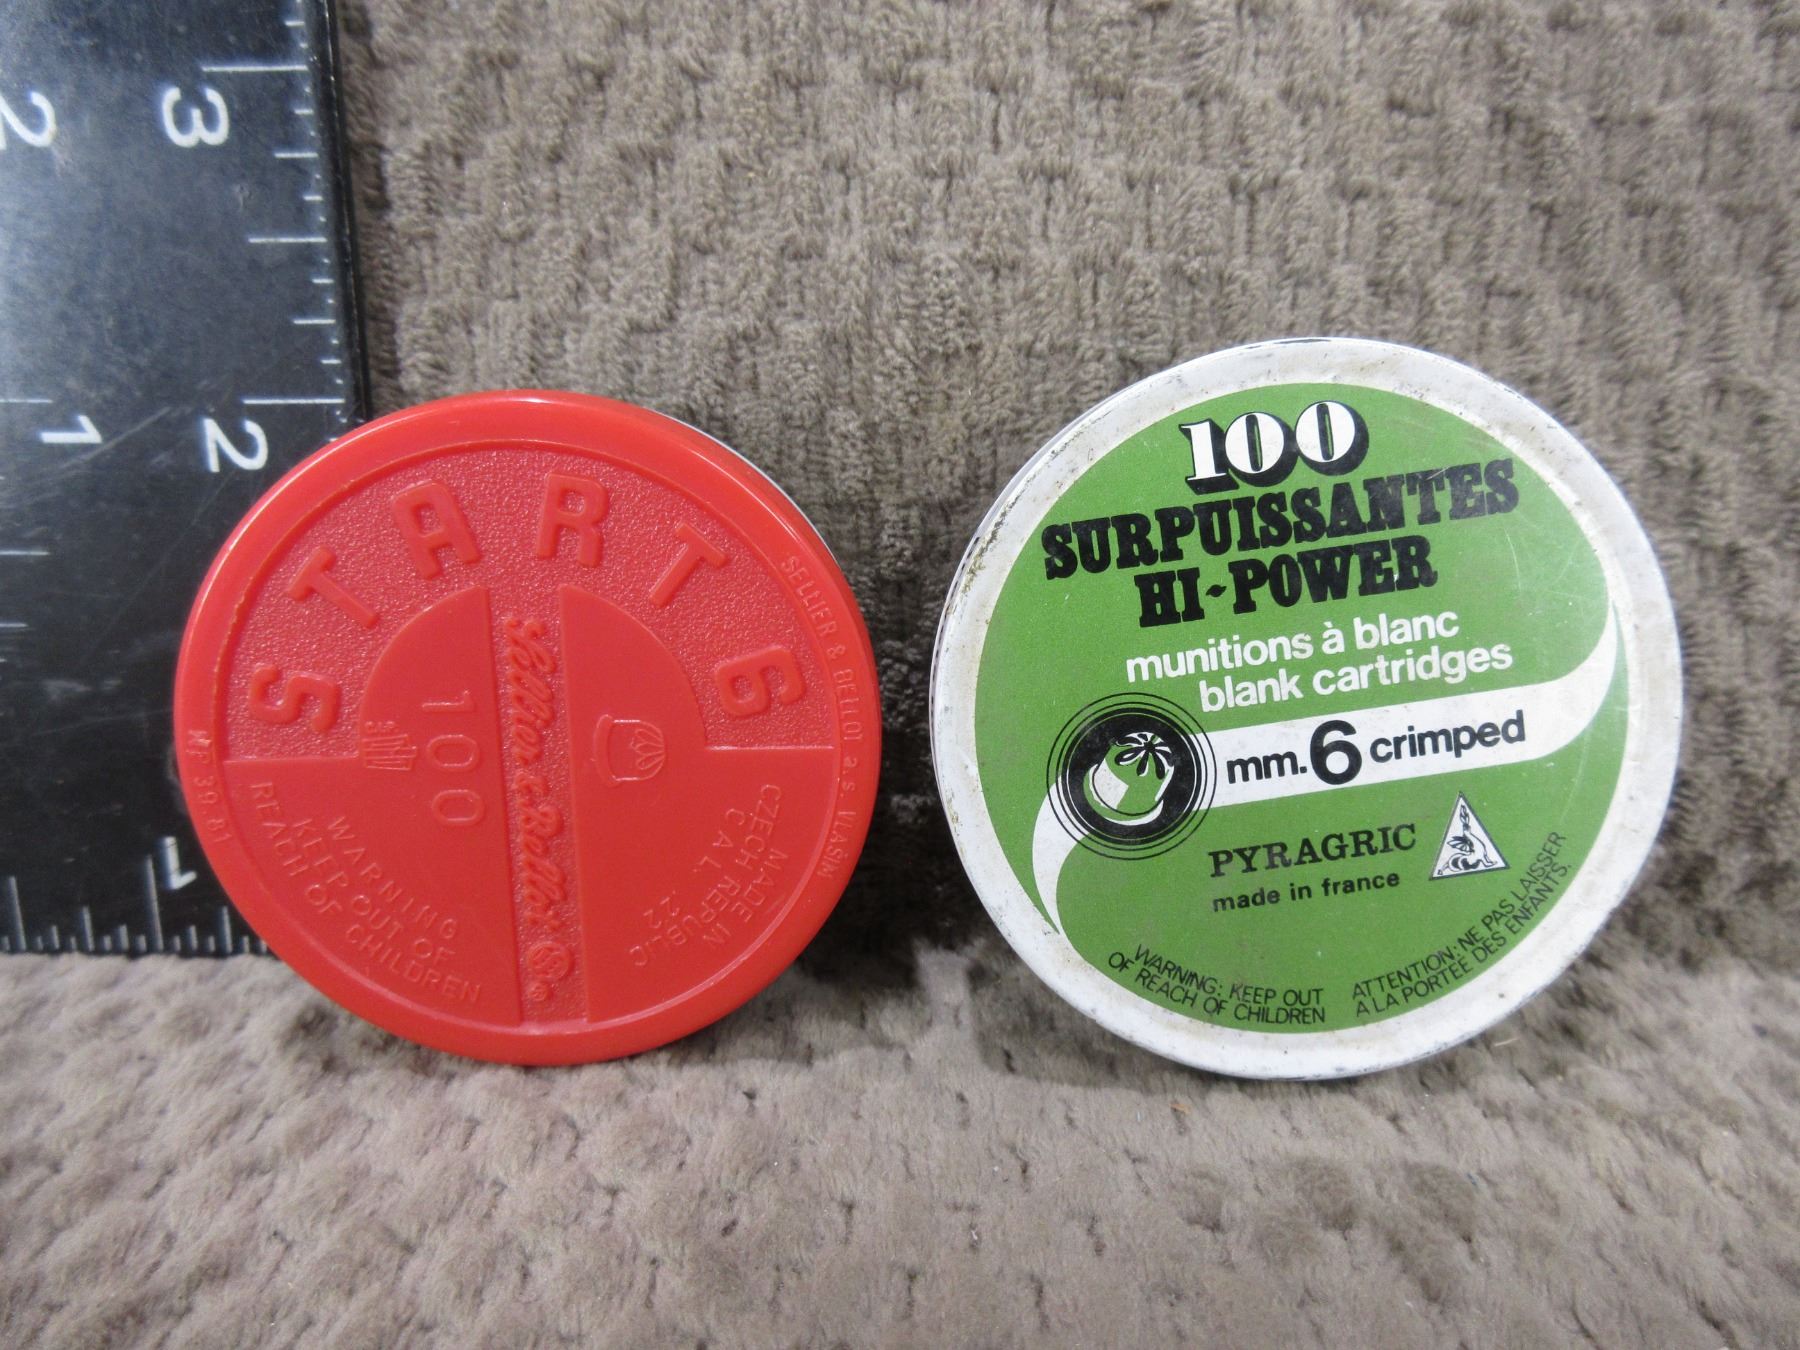 2
3
1
2
1
START 6
SELLIER & BELLOT a.s. VLAŠIM
100
Sellier & Bellot
WARNING
KEEP OUT OF
REACH OF CHILDREN
MADE IN
CZECH REPUBLIC
CAL. 22
100
SURPUISSANTES
HI-POWER
munitions à blanc
blank cartridges
mm. 6 crimped
PYRAGRIC
made in france
WARNING: KEEP OUT
OF REACH OF CHILDREN
ATTENTION: NE PAS LAISSER
A LA PORTÉE DES ENFANTS.